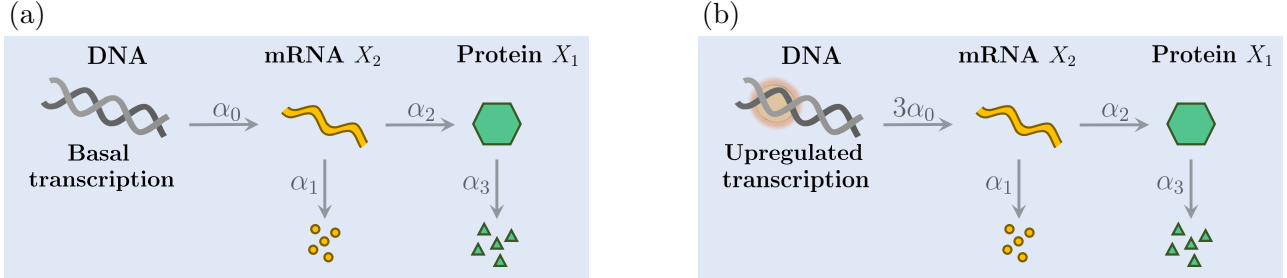 (a)
DNA
mRNA X₂
Protein X₁
α₀
α₂
Basal
transcription
α₁
α₃
(b)
DNA
mRNA X₂
Protein X₁
3α₀
α₂
Upregulated
transcription
α₁
α₃